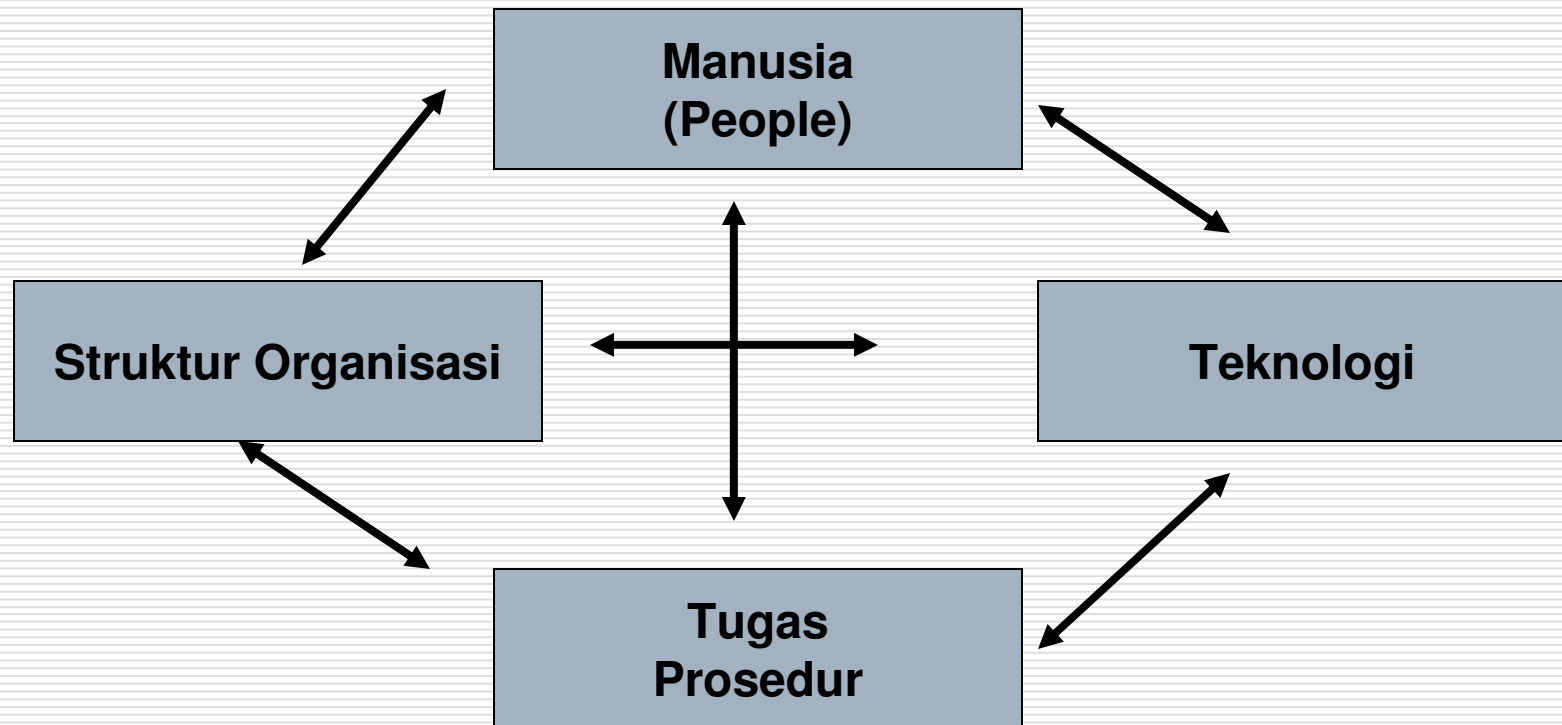 Manusia
(People)
Struktur Organisasi
Teknologi
Tugas
Prosedur